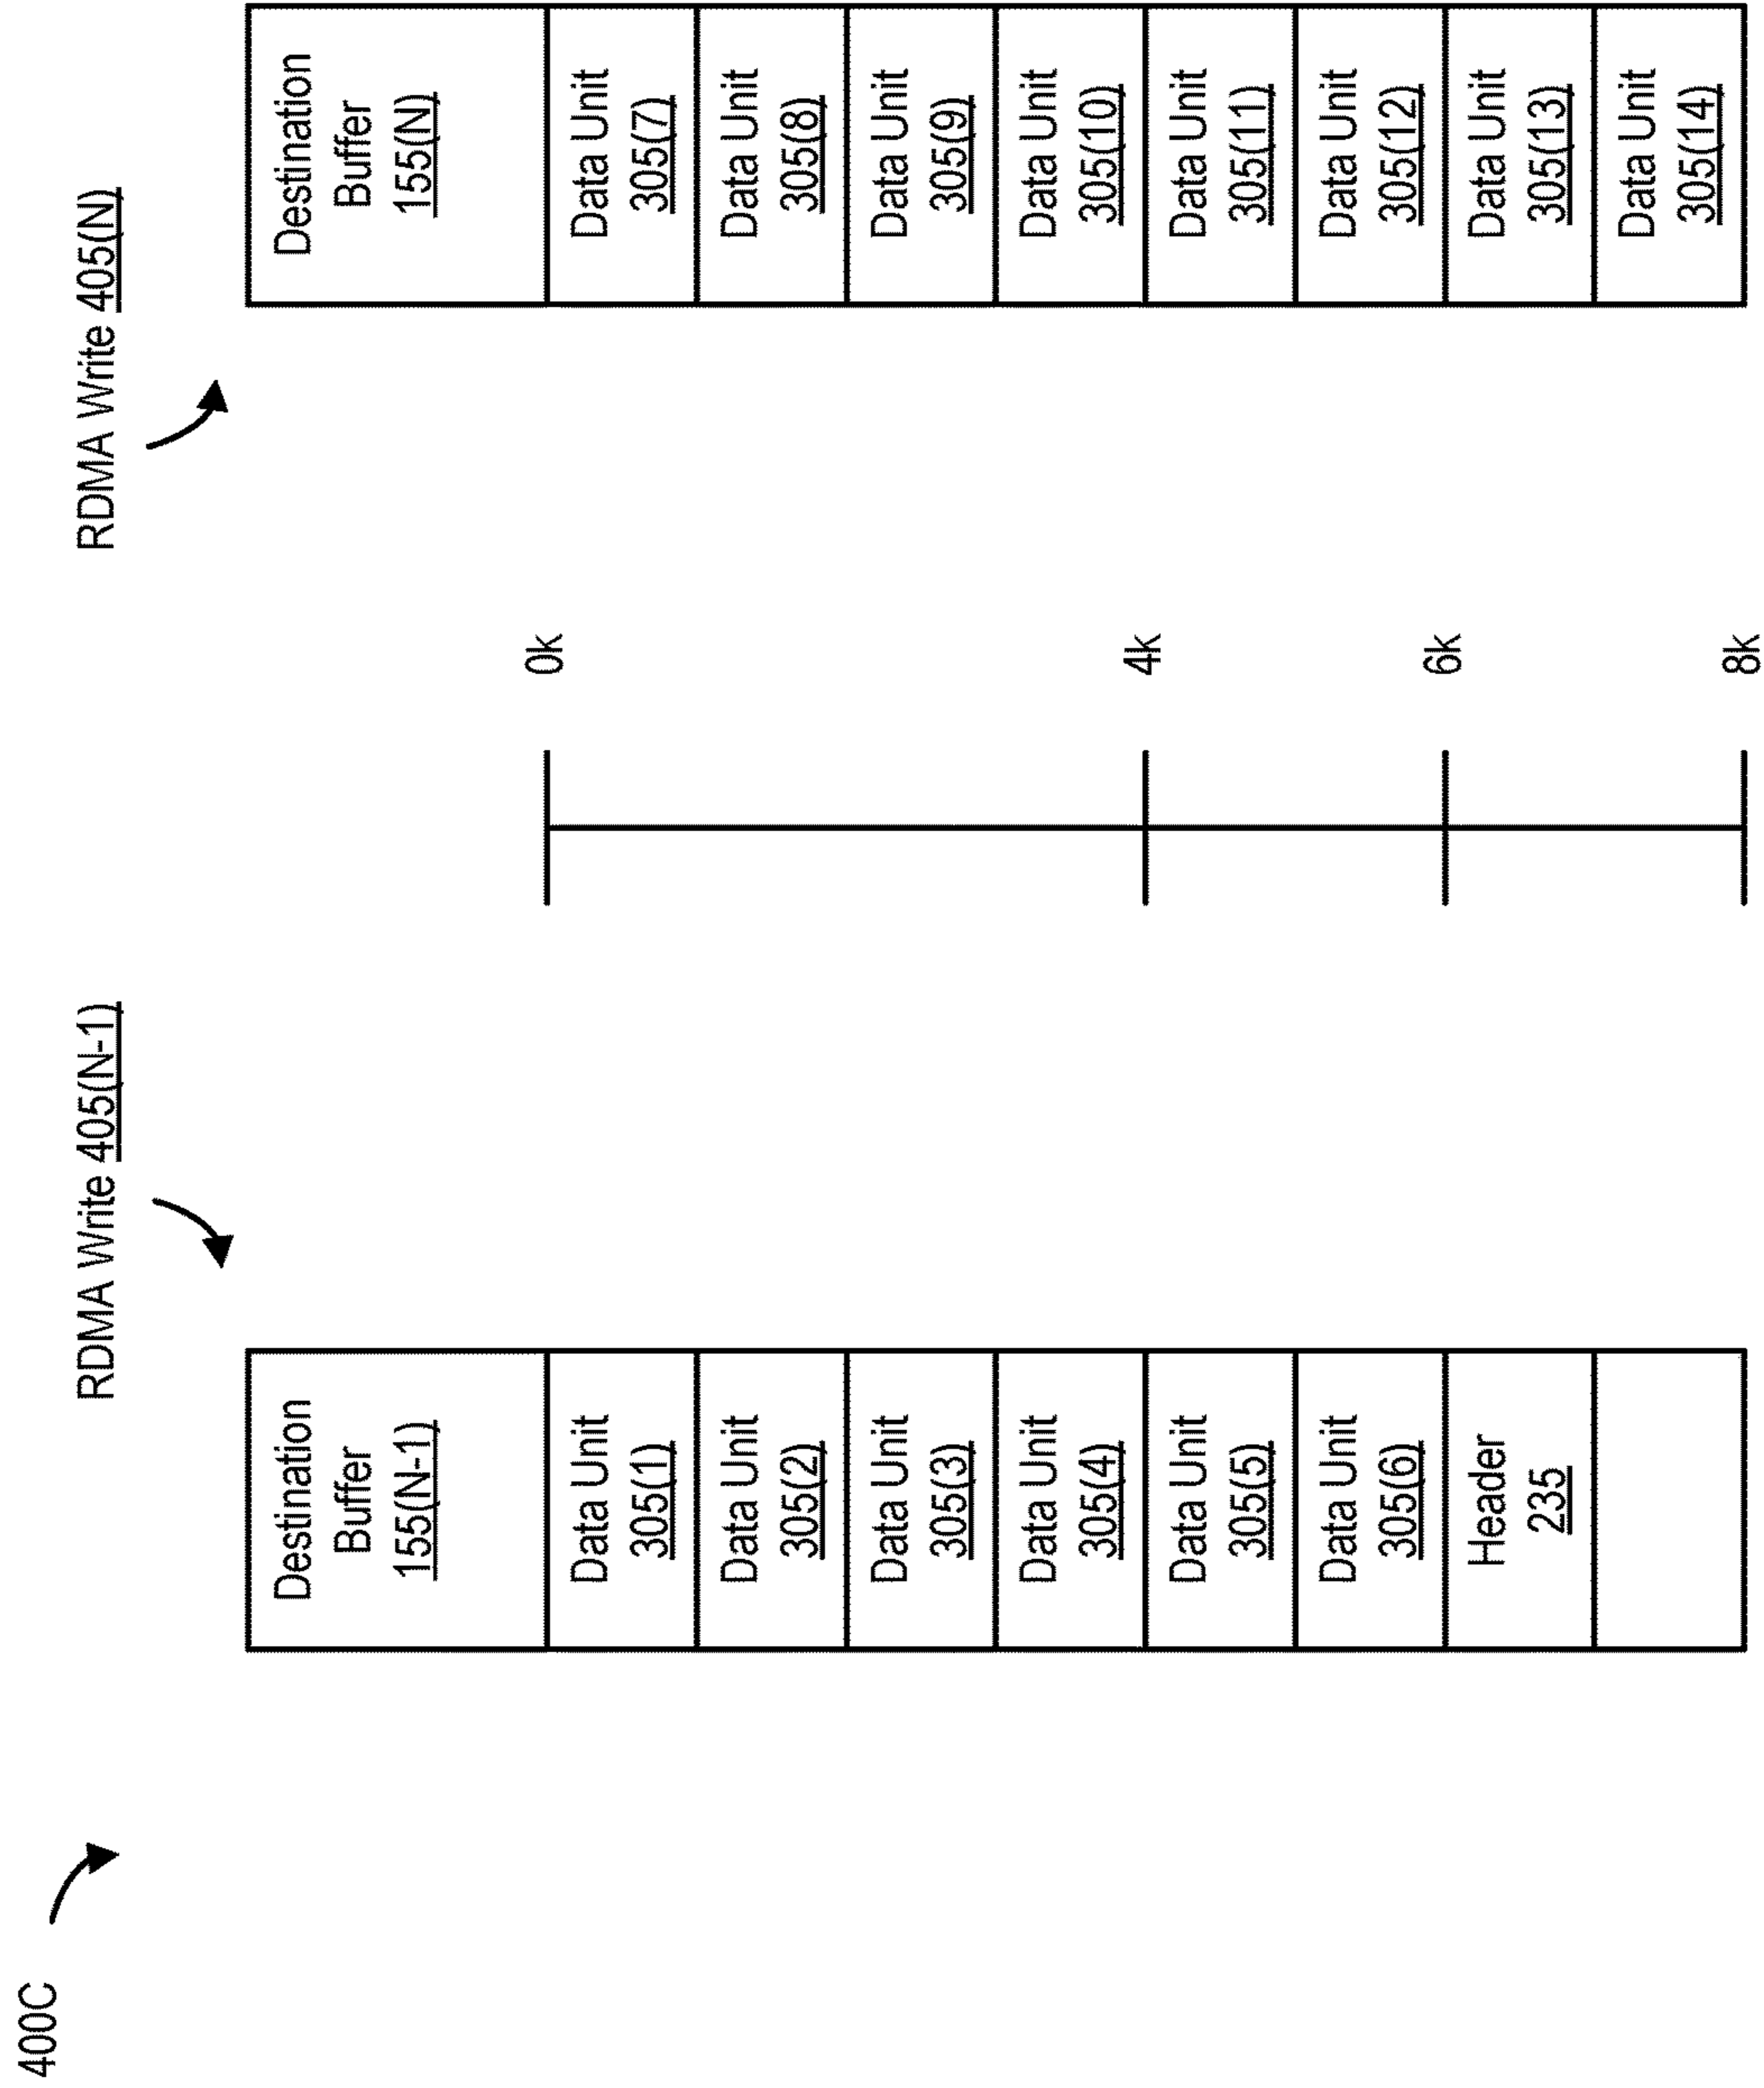 400C
RDMA Write 405(N-1)
RDMA Write 405(N)
Destination
Buffer
155(N-1)
Data Unit
305(1)
Data Unit
305(2)
Data Unit
305(3)
Data Unit
305(4)
Data Unit
305(5)
Data Unit
305(6)
Header
235
0k
4k
6k
8k
Destination
Buffer
155(N)
Data Unit
305(7)
Data Unit
305(8)
Data Unit
305(9)
Data Unit
305(10)
Data Unit
305(11)
Data Unit
305(12)
Data Unit
305(13)
Data Unit
305(14)